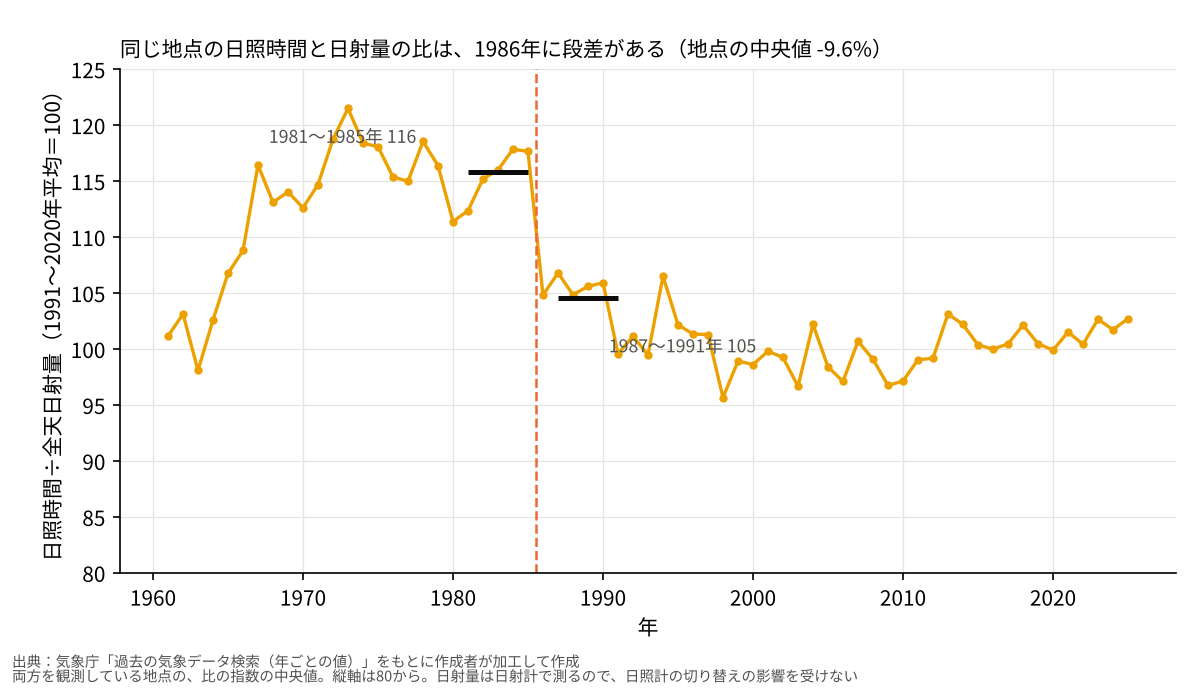 同じ地点の日照時間と日射量の比は、1986年に段差がある（地点の中央値 -9.6%）
日照時間÷全天日射量（1991～2020年平均＝100）
125
120
115
110
105
100
95
90
85
80
1981～1985年 116
1987～1991年 105
1960
1970
1980
1990
2000
2010
2020
年
出典：気象庁「過去の気象データ検索（年ごとの値）」をもとに作成者が加工して作成
両方を観測している地点の、比の指数の中央値。縦軸は80から。日射量は日射計で測るので、日照計の切り替えの影響を受けない